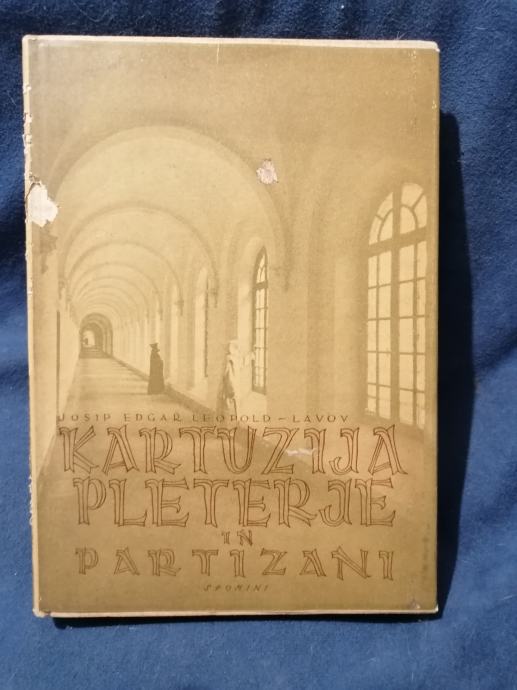 JOSIP EDGAR LEOPOLD-LAVOV
KARTUZIJA
PLETERJE
IN
PARTIZANI
SPOMINI